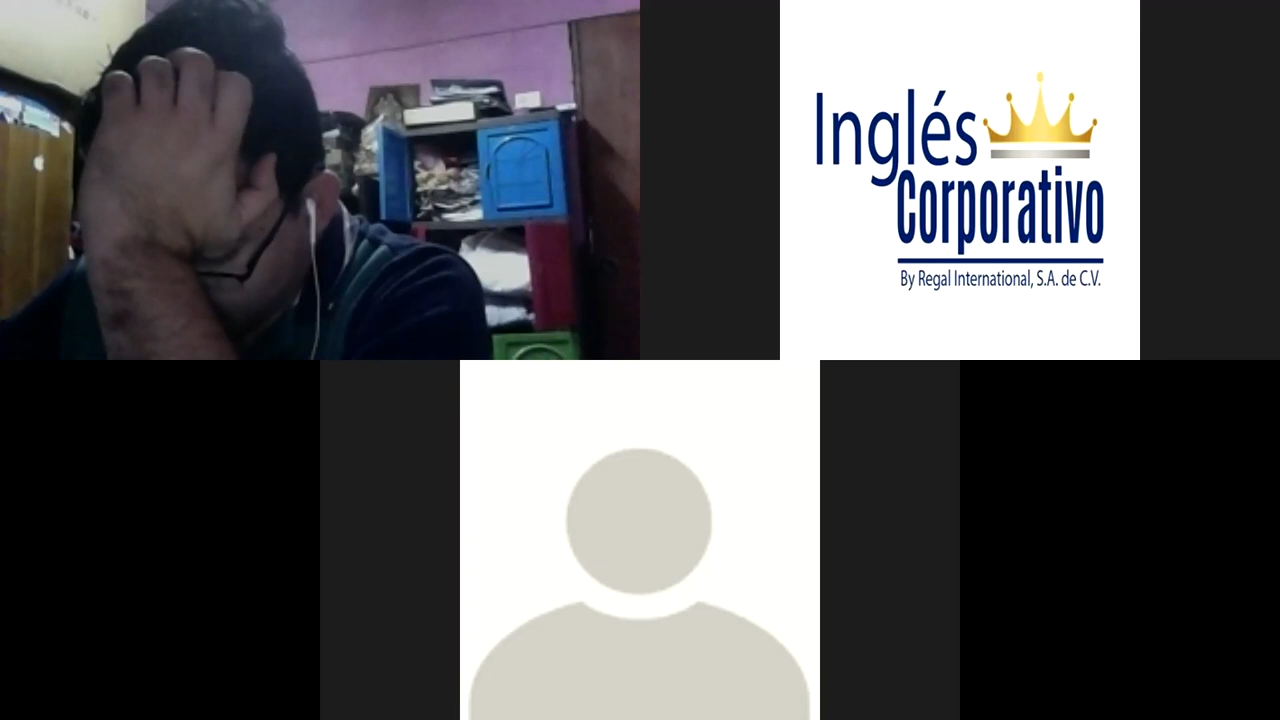 Inglés
Corporativo
By Regal International, S.A. de C.V.